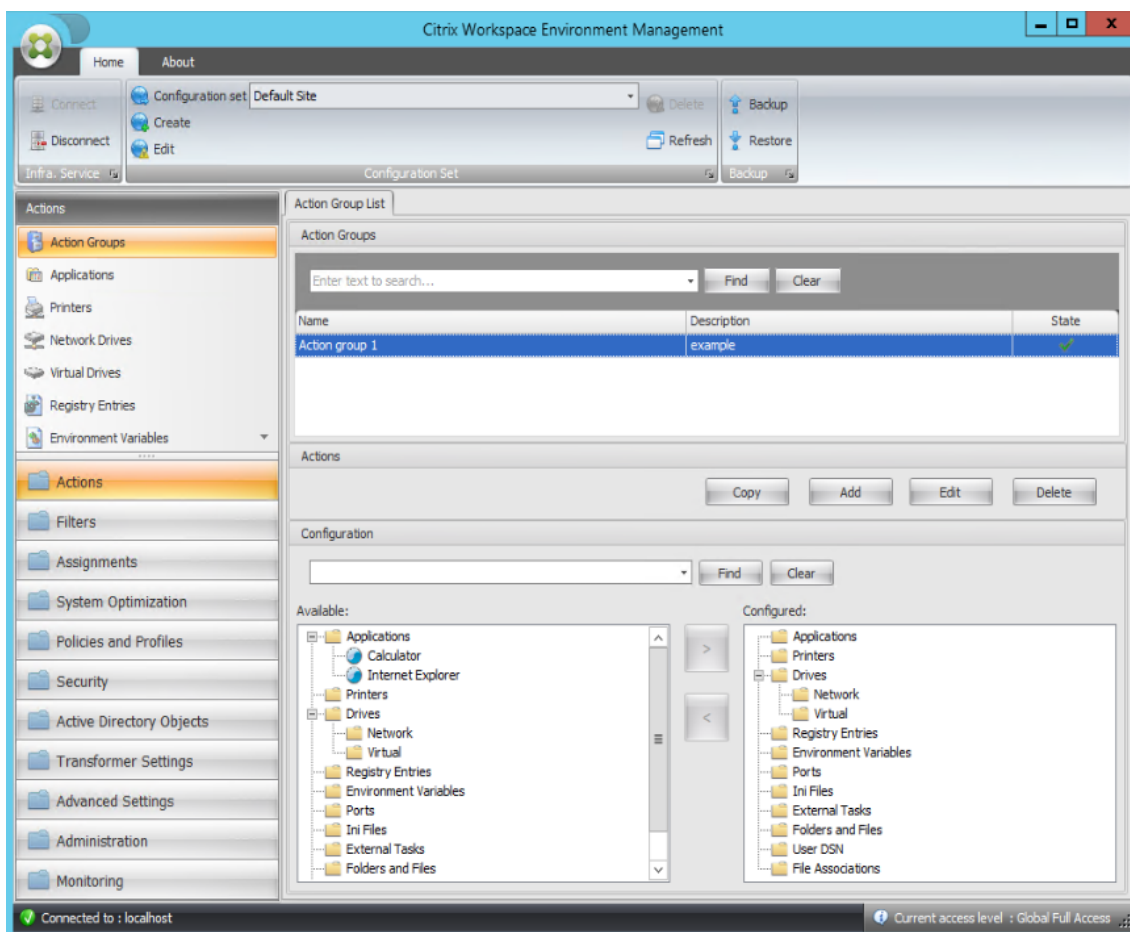 Citrix Workspace Environment Management
Home About
Connect
Disconnect
Infra. Service
Configuration set Default Site
Create
Edit
Delete
Refresh
Configuration Set
Backup
Restore
Backup
Actions
Action Groups
Applications
Printers
Network Drives
Virtual Drives
Registry Entries
Environment Variables
Actions
Filters
Assignments
System Optimization
Policies and Profiles
Security
Active Directory Objects
Transformer Settings
Advanced Settings
Administration
Monitoring
Action Group List
Action Groups
Enter text to search... Find Clear
Name Description State
Action group 1 example
Actions
Copy Add Edit Delete
Configuration
Find Clear
Available:
Applications
Calculator
Internet Explorer
Printers
Drives
Network
Virtual
Registry Entries
Environment Variables
Ports
Ini Files
External Tasks
Folders and Files
> 
<
Configured:
Applications
Printers
Drives
Network
Virtual
Registry Entries
Environment Variables
Ports
Ini Files
External Tasks
Folders and Files
User DSN
File Associations
Connected to : localhost
Current access level : Global Full Access